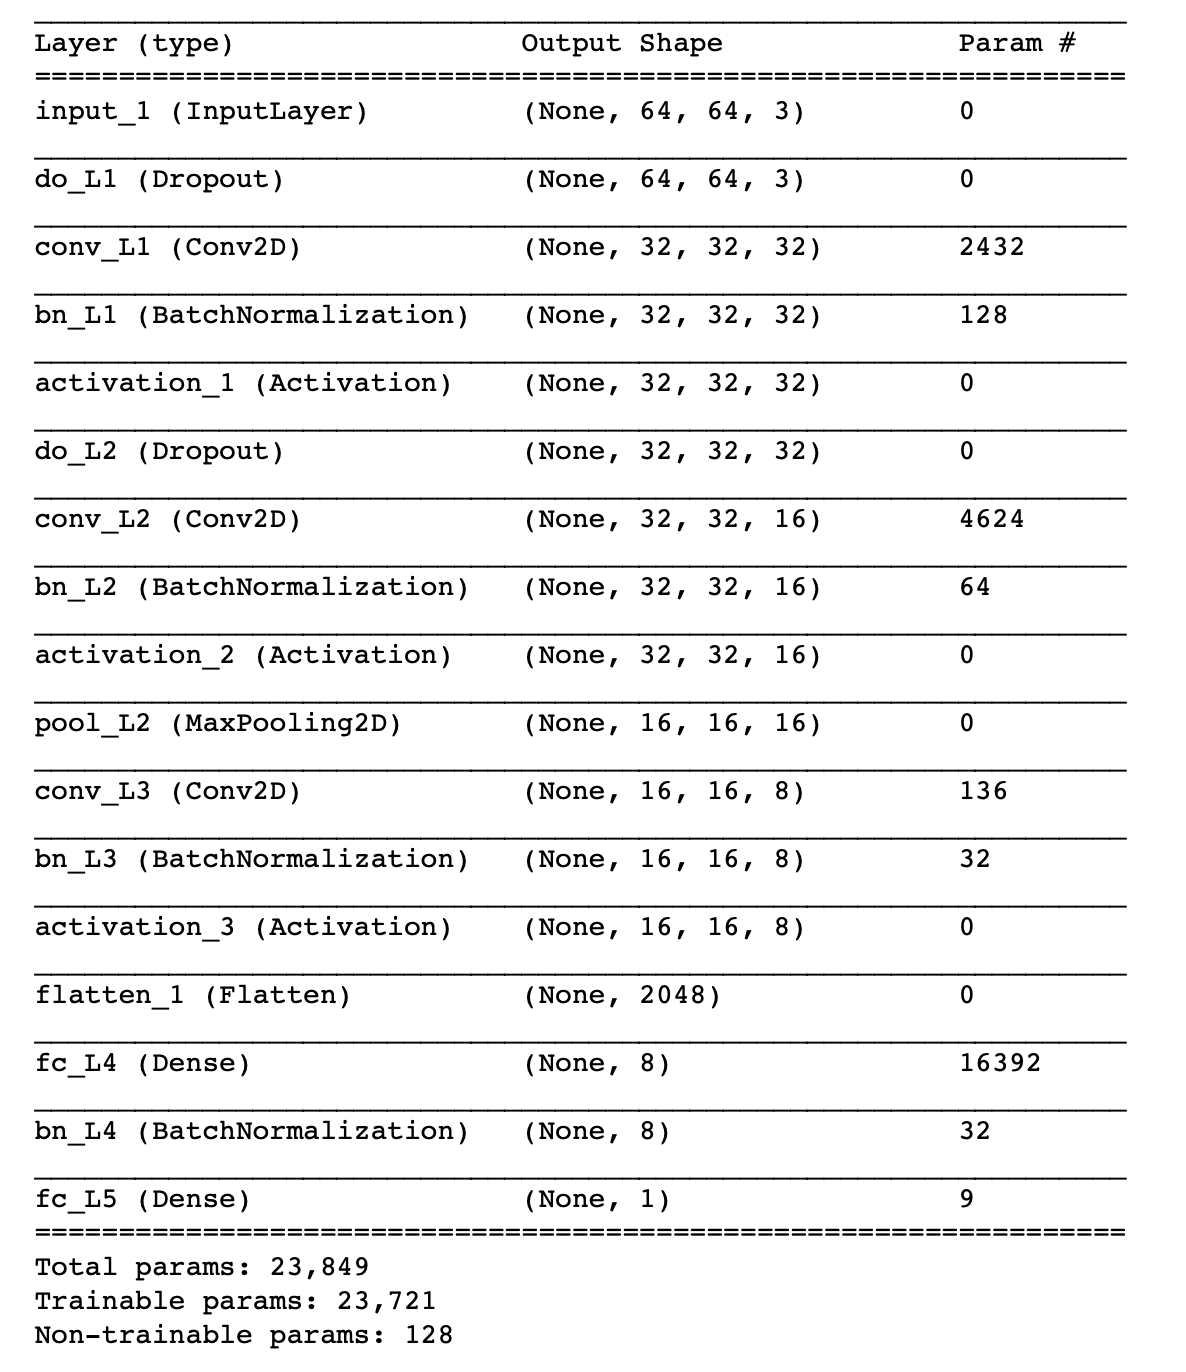 Layer (type) Output Shape Param #
input_1 (InputLayer) (None, 64, 64, 3) 0
do_L1 (Dropout) (None, 64, 64, 3) 0
conv_L1 (Conv2D) (None, 32, 32, 32) 2432
bn_L1 (BatchNormalization) (None, 32, 32, 32) 128
activation_1 (Activation) (None, 32, 32, 32) 0
do_L2 (Dropout) (None, 32, 32, 32) 0
conv_L2 (Conv2D) (None, 32, 32, 16) 4624
bn_L2 (BatchNormalization) (None, 32, 32, 16) 64
activation_2 (Activation) (None, 32, 32, 16) 0
pool_L2 (MaxPooling2D) (None, 16, 16, 16) 0
conv_L3 (Conv2D) (None, 16, 16, 8) 136
bn_L3 (BatchNormalization) (None, 16, 16, 8) 32
activation_3 (Activation) (None, 16, 16, 8) 0
flatten_1 (Flatten) (None, 2048) 0
fc_L4 (Dense) (None, 8) 16392
bn_L4 (BatchNormalization) (None, 8) 32
fc_L5 (Dense) (None, 1) 9
Total params: 23,849
Trainable params: 23,721
Non-trainable params: 128